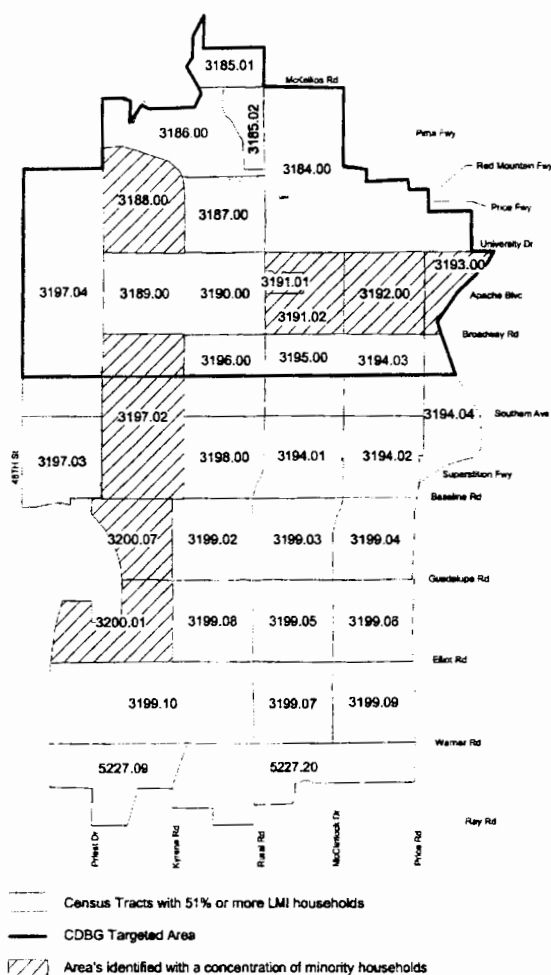 3185.01
McKellips Rd
3186.00
3185.02
3184.00
Pima Fwy
Red Mountain Fwy
3188.00
3187.00
Price Fwy
University Dr
3193.00
3197.04
3189.00
3190.00
3191.01
3192.00
Apache Blvc
3191.02
Broadway Rd
3196.00
3195.00
3194.03
3197.02
3194.04
Southern Ave
3197.03
3198.00
3194.01
3194.02
48TH St
Superstition Fwy
Baseline Rd
3200.07
3199.02
3199.03
3199.04
Guadalupe Rd
3200.01
3199.08
3199.05
3199.06
Elliot Rd
3199.10
3199.07
3199.09
Warner Rd
5227.09
5227.20
Ray Rd
Priest Dr
Kyrene Rd
Rural Rd
McClintock Dr
Price Rd
Census Tracts with 51% or more LMI households
CDBG Targeted Area
Area's identified with a concentration of minority households